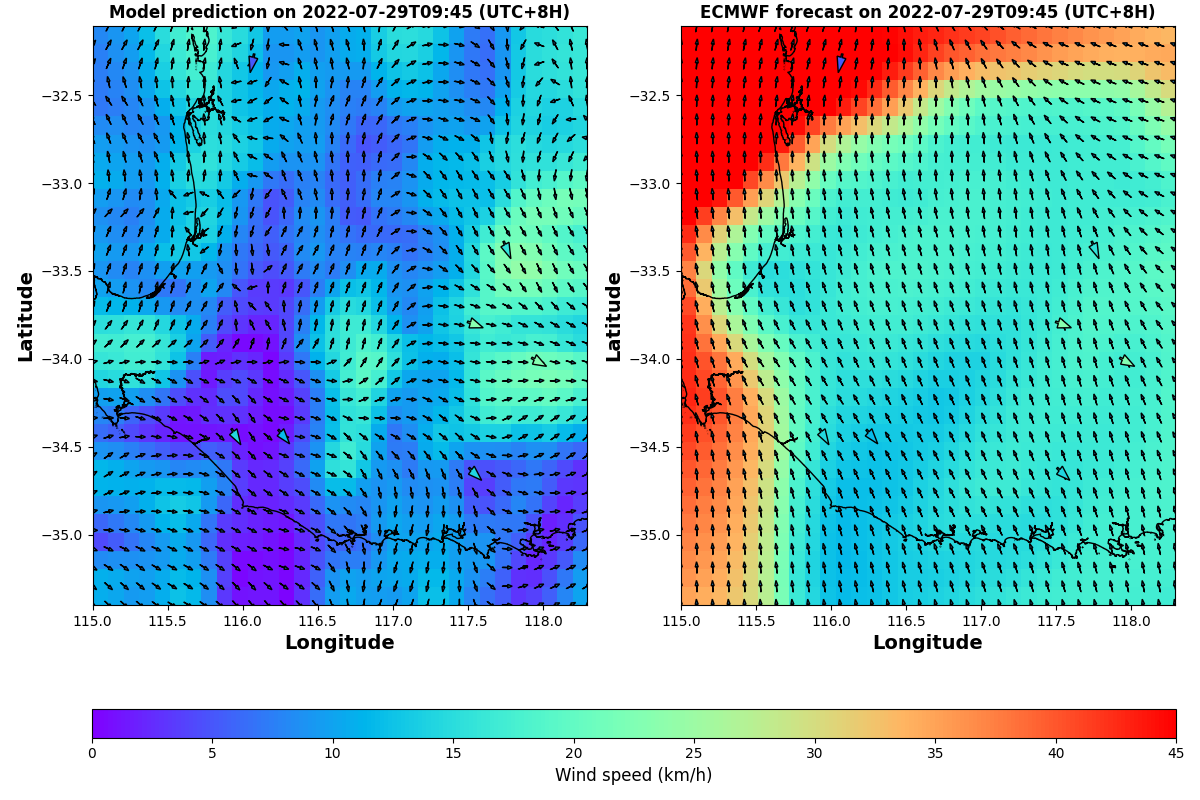 Model prediction on 2022-07-29T09:45 (UTC+8H)
ECMWF forecast on 2022-07-29T09:45 (UTC+8H)
−32.5
−33.0
−33.5
−34.0
−34.5
−35.0
Latitude
115.0 115.5 116.0 116.5 117.0 117.5 118.0
Longitude
−32.5
−33.0
−33.5
−34.0
−34.5
−35.0
Latitude
115.0 115.5 116.0 116.5 117.0 117.5 118.0
Longitude
0 5 10 15 20 25 30 35 40 45
Wind speed (km/h)